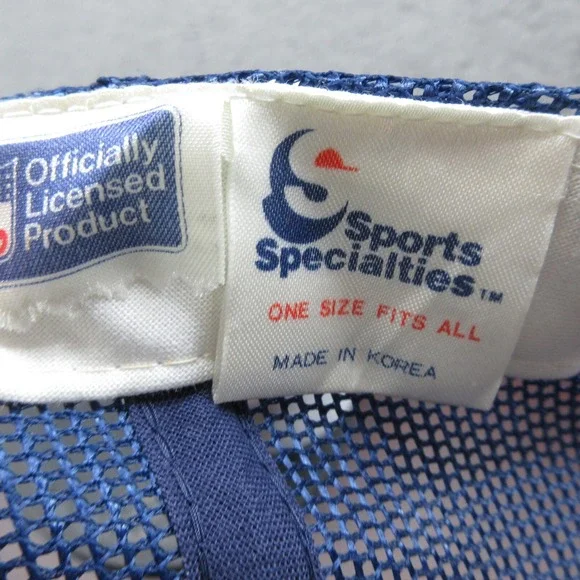 Officially
Licensed
Product
Sports
Specialties™
ONE SIZE FITS ALL
MADE IN KOREA